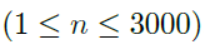 (1 ≤ n ≤ 3000)